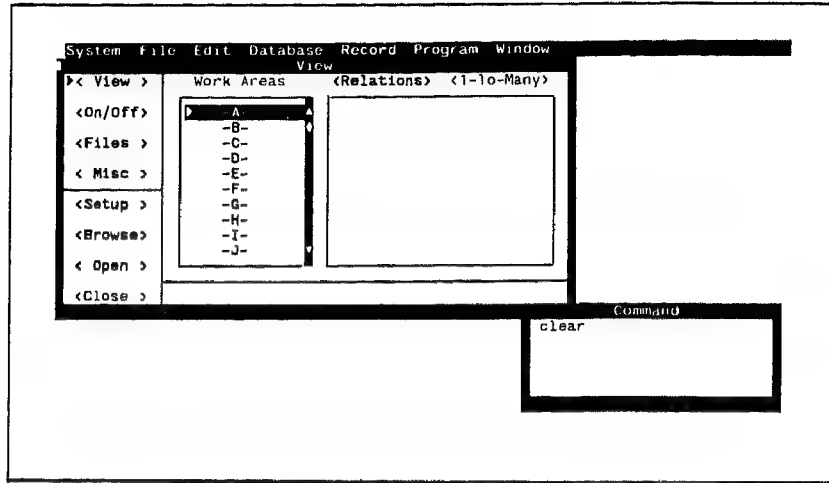 System File Edit Database Record Program Window
View
< View > Work Areas <Relations> <1-To-Many>
<On/Off> -A-
-B-
<Files > -C-
-D-
< Misc > -E-
-F-
<Setup > -G-
-H-
<Browse> -I-
-J-
< Open >
<Close >
Command
clear